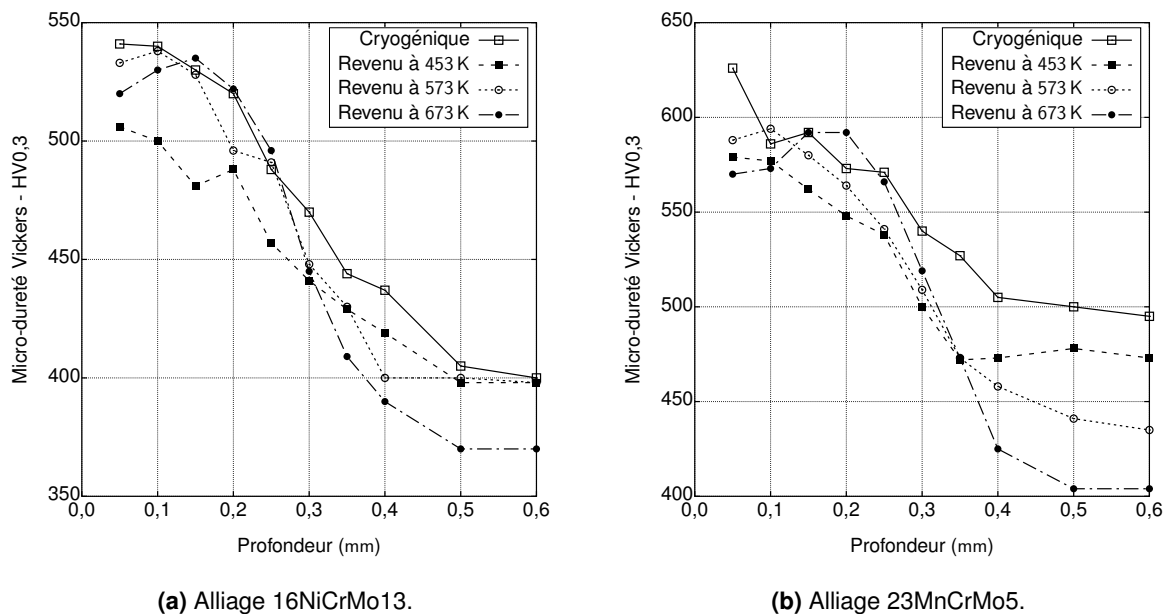 550
500
450
400
350
0,0
0,1
0,2
0,3
0,4
0,5
0,6
Micro-dureté Vickers - HV0,3
Profondeur (mm)
Cryogénique
Revenu à 453 K
Revenu à 573 K
Revenu à 673 K
(a) Alliage 16NiCrMo13.
650
600
550
500
450
400
0,0
0,1
0,2
0,3
0,4
0,5
0,6
Micro-dureté Vickers - HV0,3
Profondeur (mm)
Cryogénique
Revenu à 453 K
Revenu à 573 K
Revenu à 673 K
(b) Alliage 23MnCrMo5.